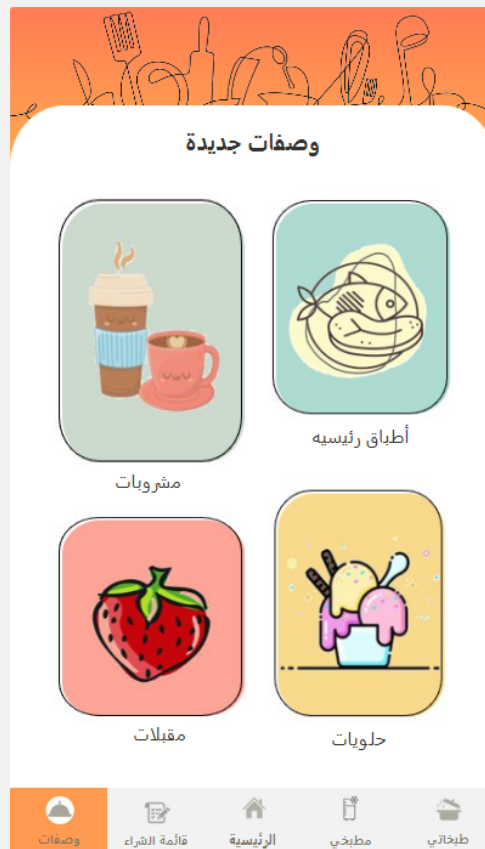 وصفات جديدة
أطباق رئيسيه
مشروبات
حلويات
مقبلات
طبخاتي
مطبخي
الرئيسية
قائمة الشراء
وصفات